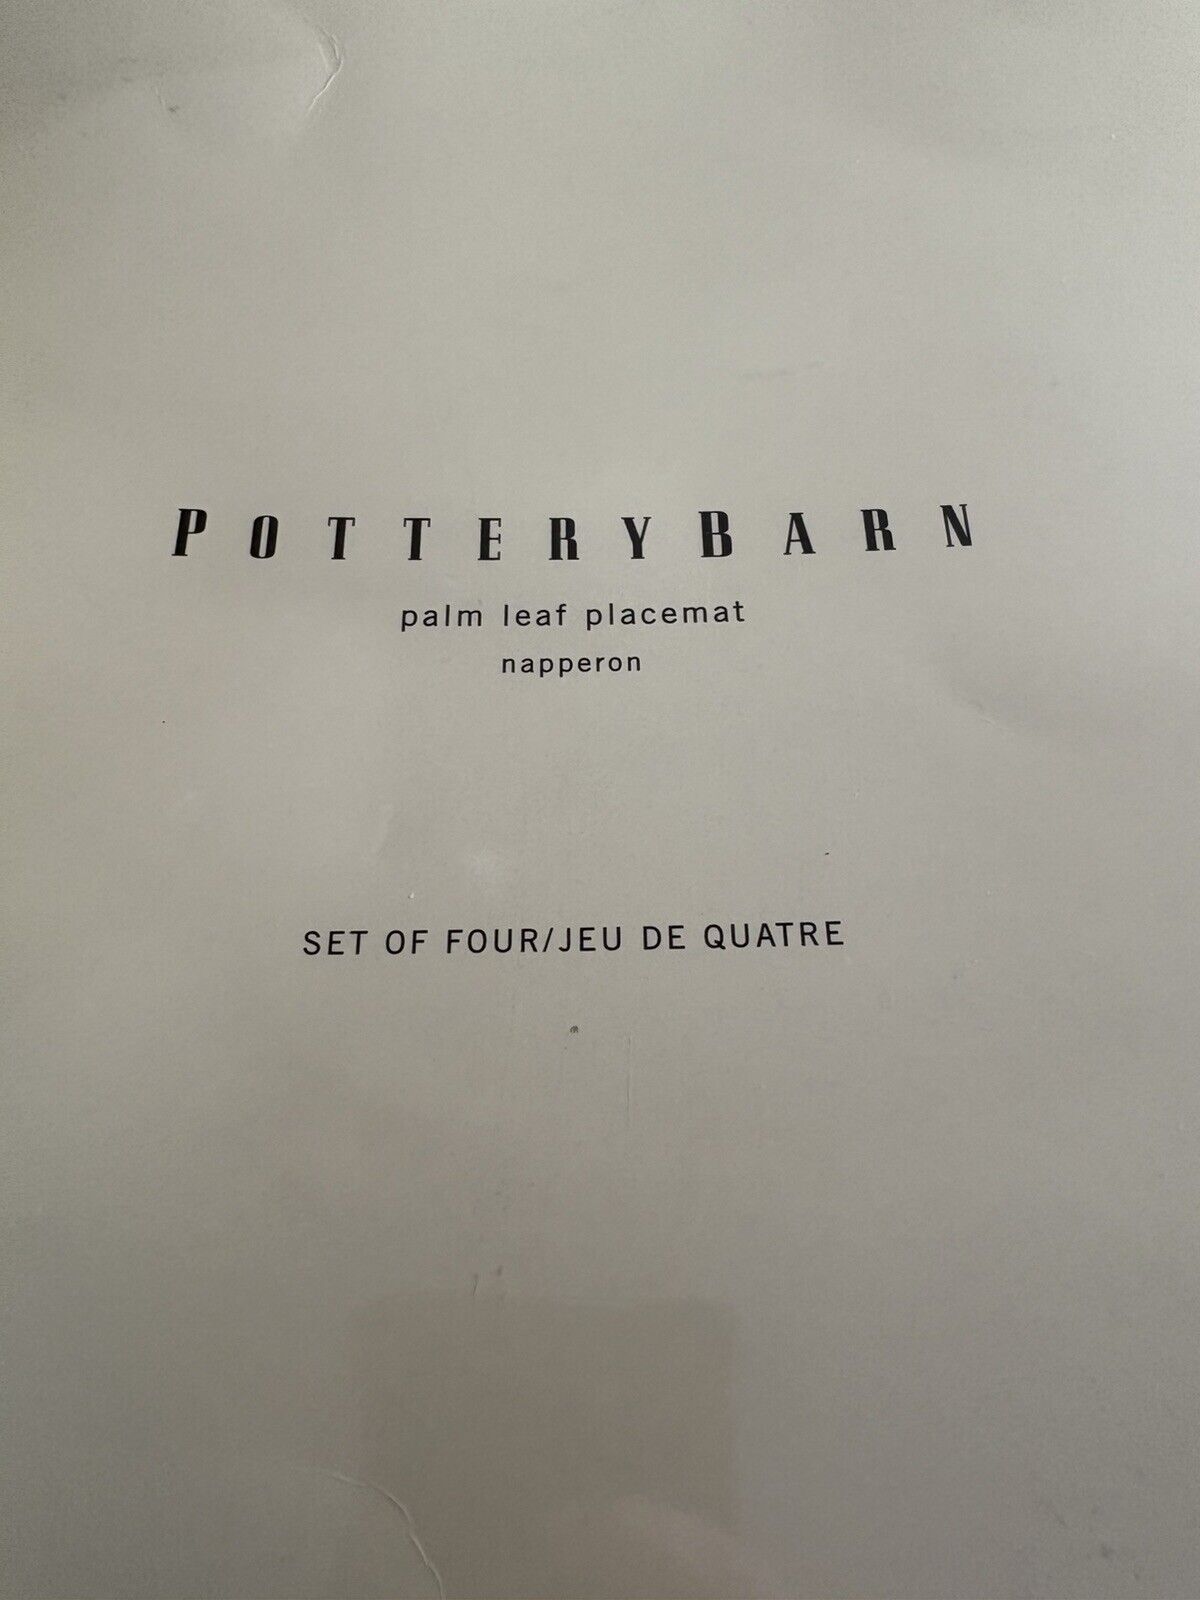 POTTERYBARN
palm leaf placemat
napperon
SET OF FOUR/JEU DE QUATRE